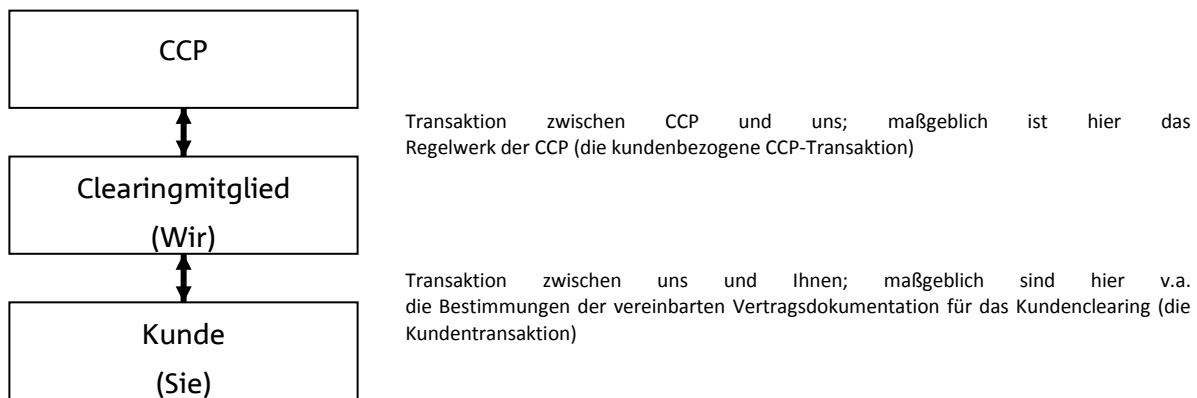 CCP
Transaktion zwischen CCP und uns; maßgeblich ist hier das
Regelwerk der CCP (die kundenbezogene CCP-Transaktion)
Clearingmitglied
(Wir)
Transaktion zwischen uns und Ihnen; maßgeblich sind hier v.a.
die Bestimmungen der vereinbarten Vertragsdokumentation für das Kundenclearing (die
Kundentransaktion)
Kunde
(Sie)